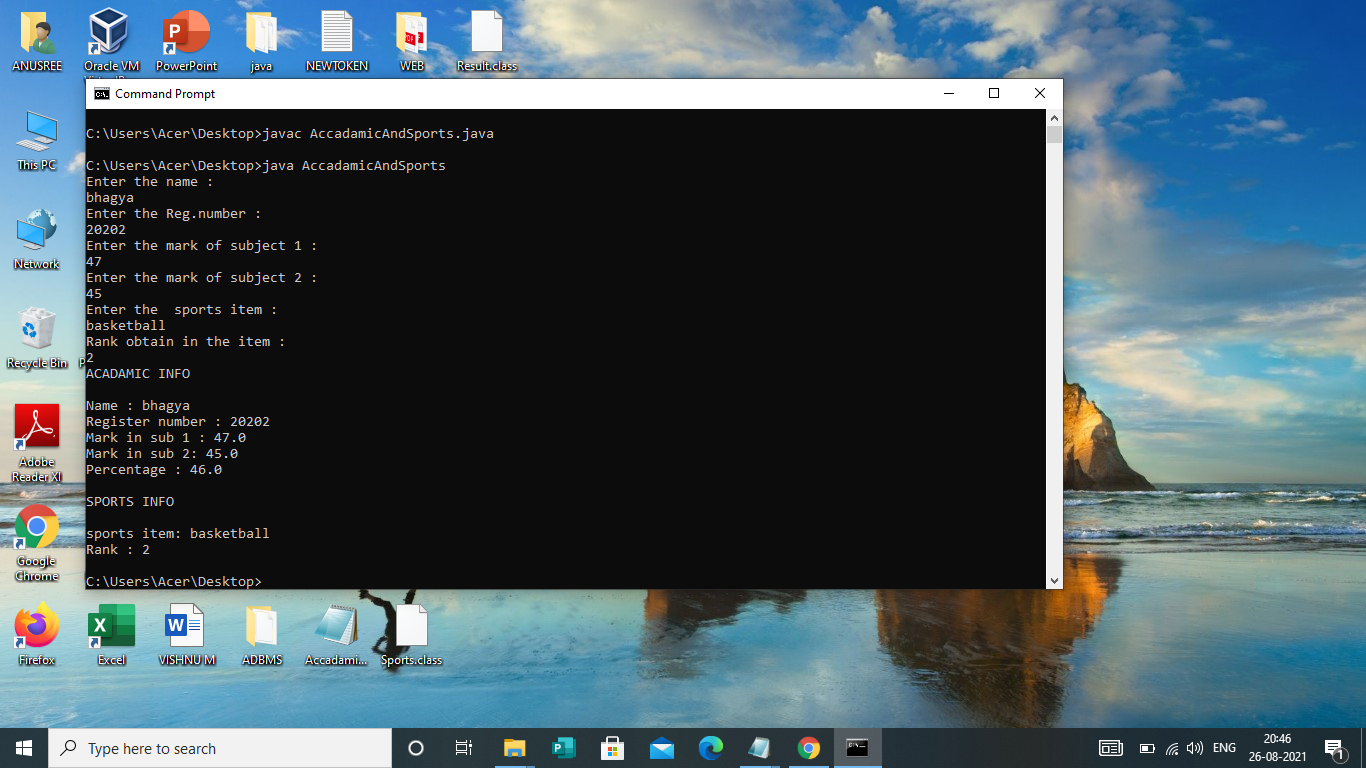 ANUSREE
Oracle VM
PowerPoint
java
NEWTOKEN
WEB
Result.class
This PC
Network
Recycle Bin
Adobe
Reader XI
Google
Chrome
Firefox
Excel
VISHNU M
ADBMS
Accadami...
Sports.class
Command Prompt
C:\Users\Acer\Desktop>javac AccadamicAndSports.java
C:\Users\Acer\Desktop>java AccadamicAndSports
Enter the name :
bhagya
Enter the Reg.number :
20202
Enter the mark of subject 1 :
47
Enter the mark of subject 2 :
45
Enter the  sports item :
basketball
Rank obtain in the item :
2
ACADAMIC INFO
Name : bhagya
Register number : 20202
Mark in sub 1 : 47.0
Mark in sub 2: 45.0
Percentage : 46.0
SPORTS INFO
sports item: basketball
Rank : 2
C:\Users\Acer\Desktop>
Type here to search
ENG
20:46
26-08-2021
1